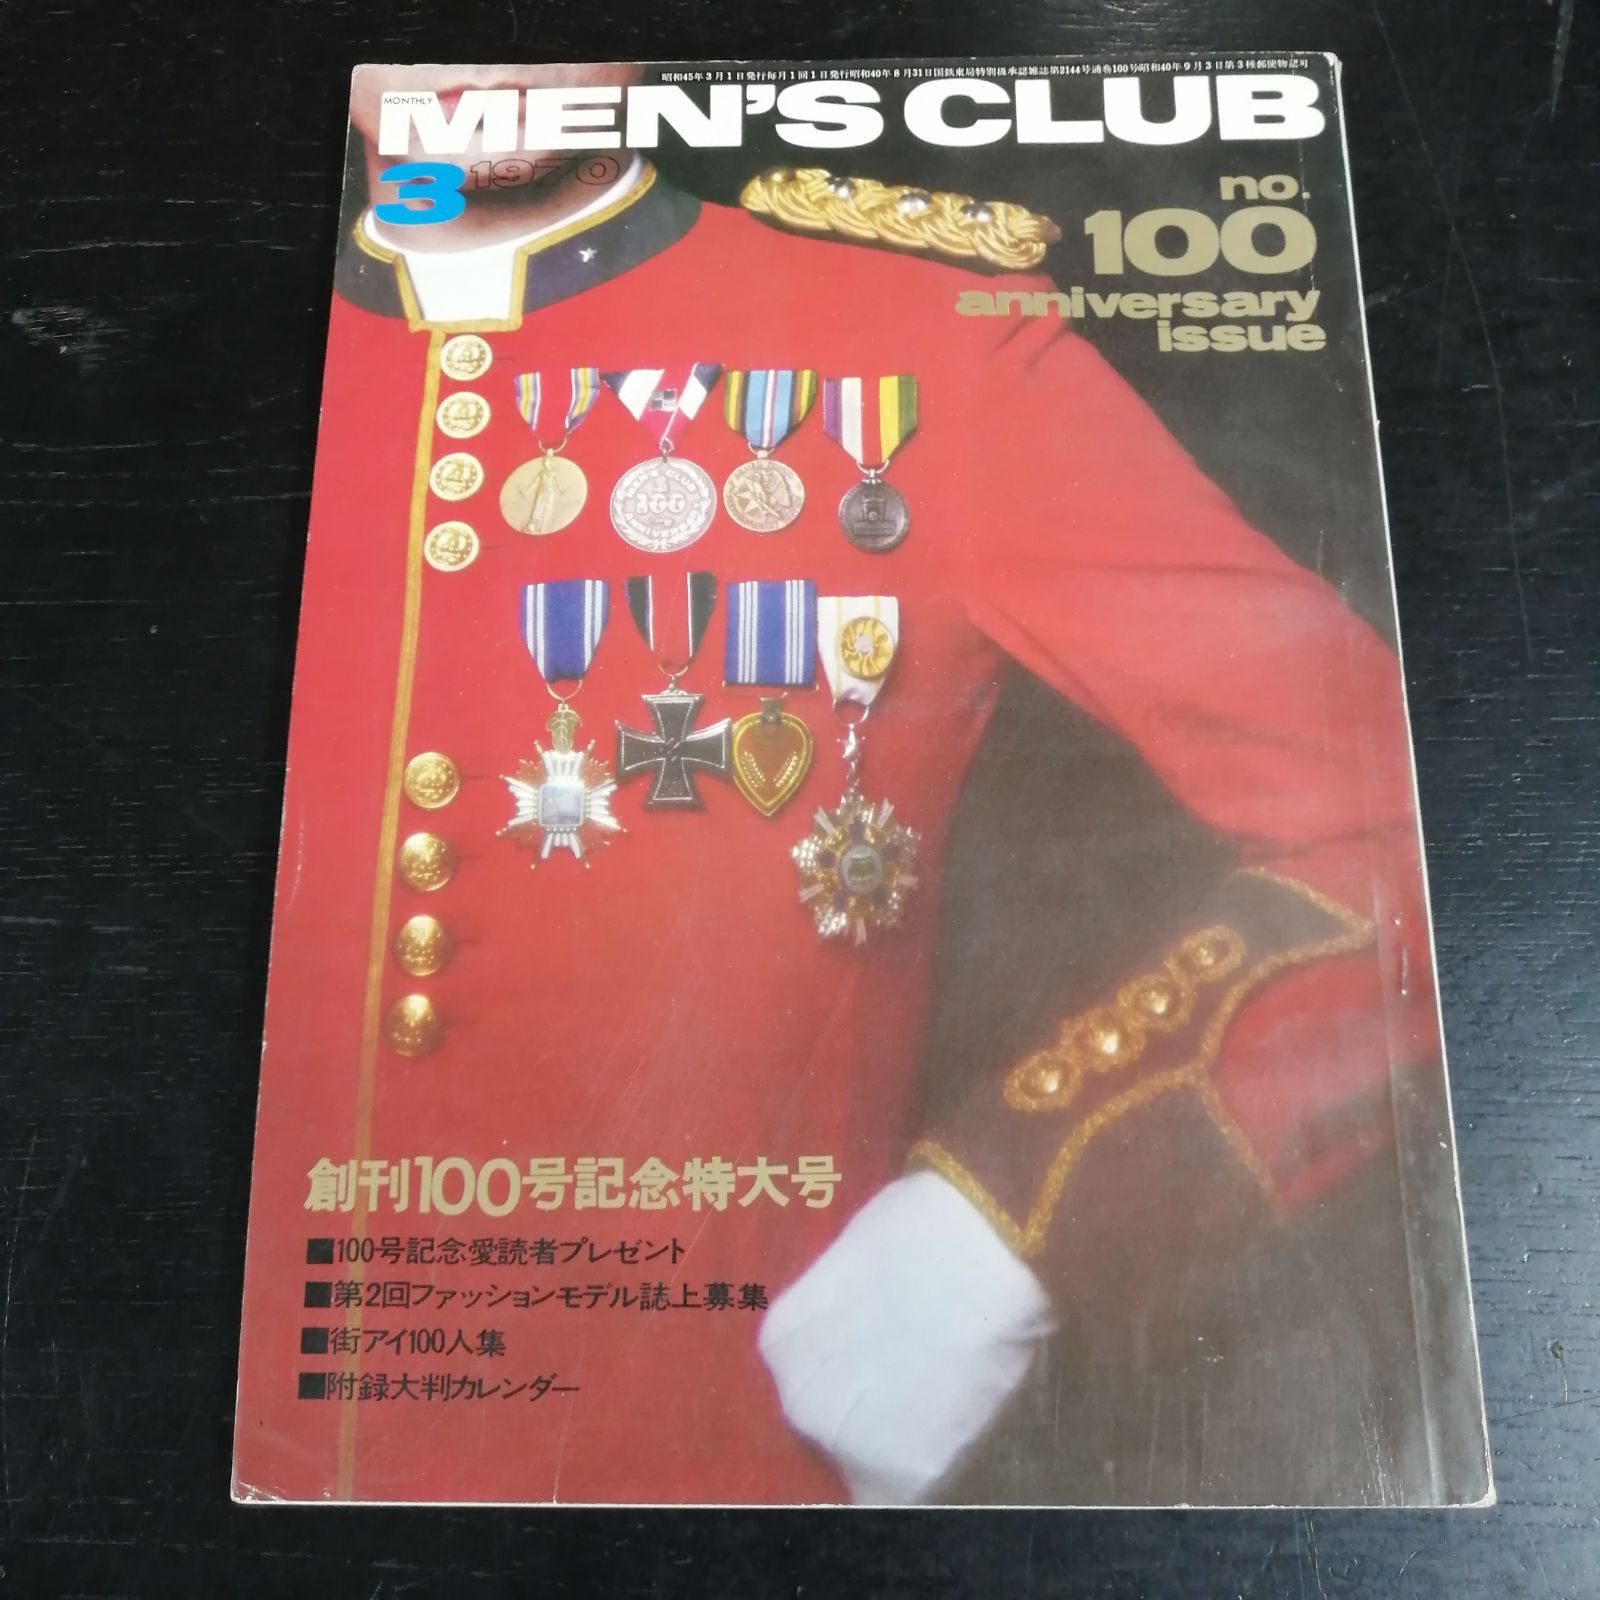 昭和45年3月1日発行毎月1回1日発行昭和40年8月31日国鉄東局特別扱承認雑誌第2144号通巻100号昭和40年9月3日第3種郵便物認可
MONTHLY
MEN'S CLUB
3 1970
no.
100
anniversary
issue
MEN'S CLUB
100
ANNIVERSARY
創刊100号記念特大号
■100号記念愛読者プレゼント
■第2回ファッションモデル誌上募集
■街アイ100人集
■附録大判カレンダー